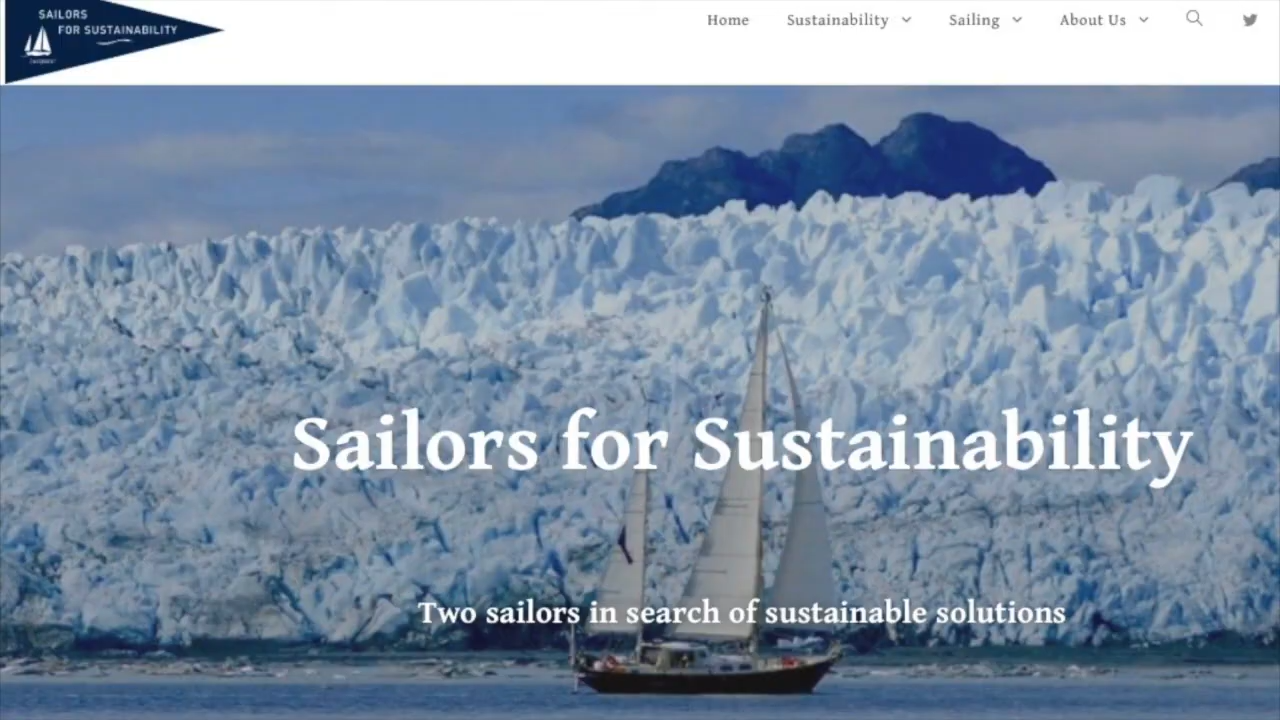 SAILORS
FOR SUSTAINABILITY
Home
Sustainability
Sailing
About Us
Sailors for Sustainability
Two sailors in search of sustainable solutions